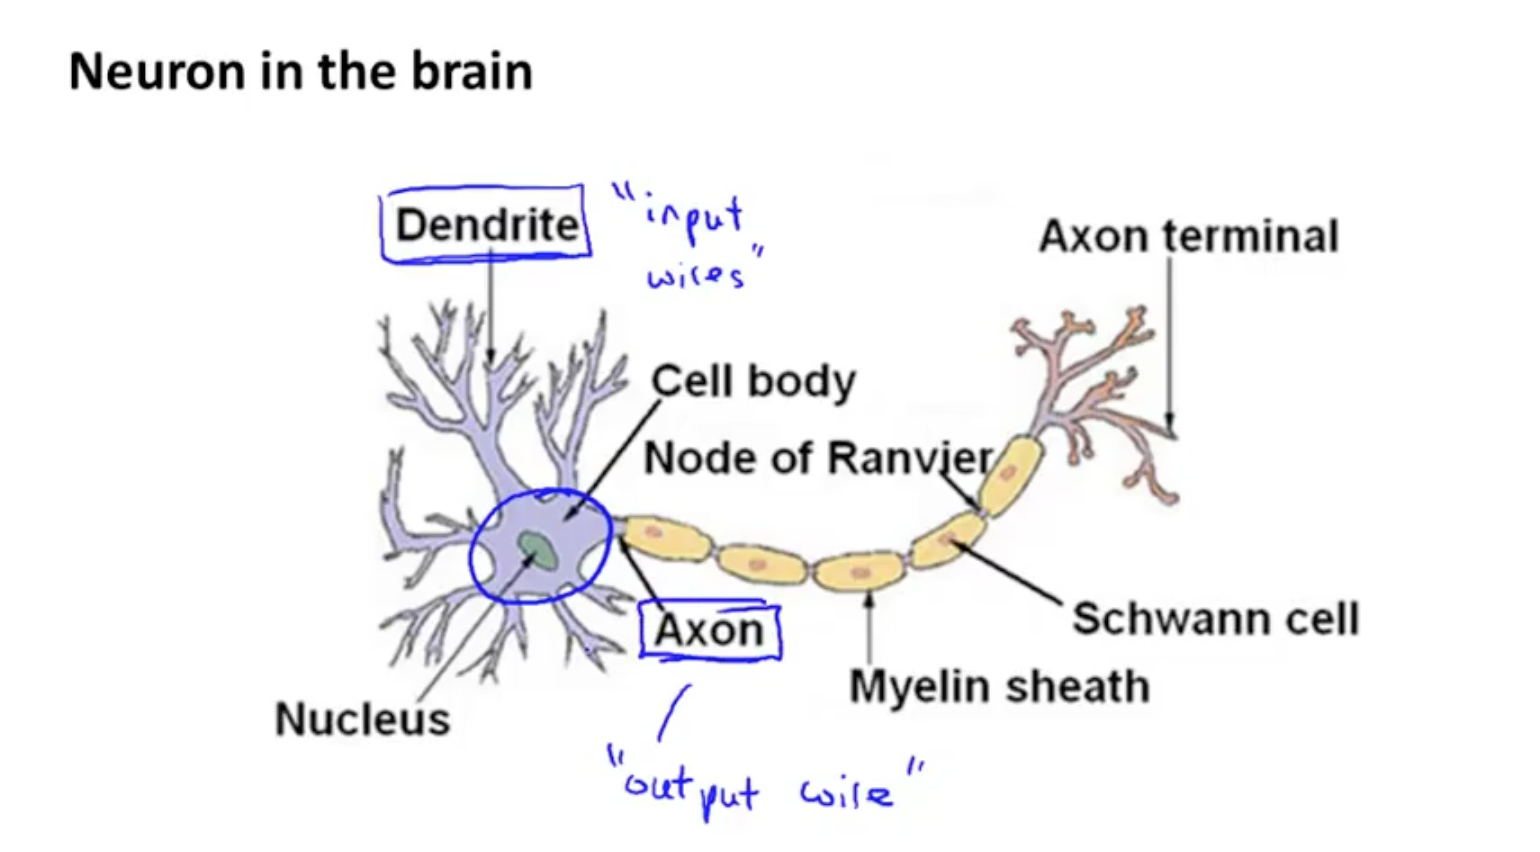 Neuron in the brain
Dendrite
"input
wires"
Axon terminal
Cell body
Node of Ranvier
Axon
Schwann cell
Myelin sheath
Nucleus
"output wire"